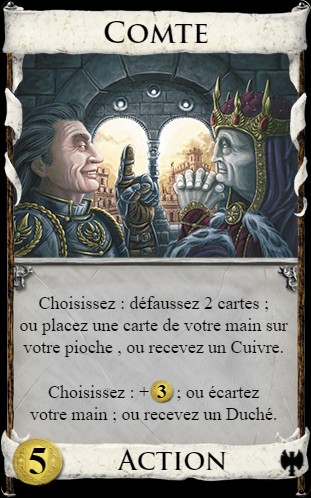 COMTE
Choisissez : défaussez 2 cartes ;
ou placez une carte de votre main sur
votre pioche , ou recevez un Cuivre.
Choisissez : + 3 ; ou écartez
votre main ; ou recevez un Duché.
5 ACTION